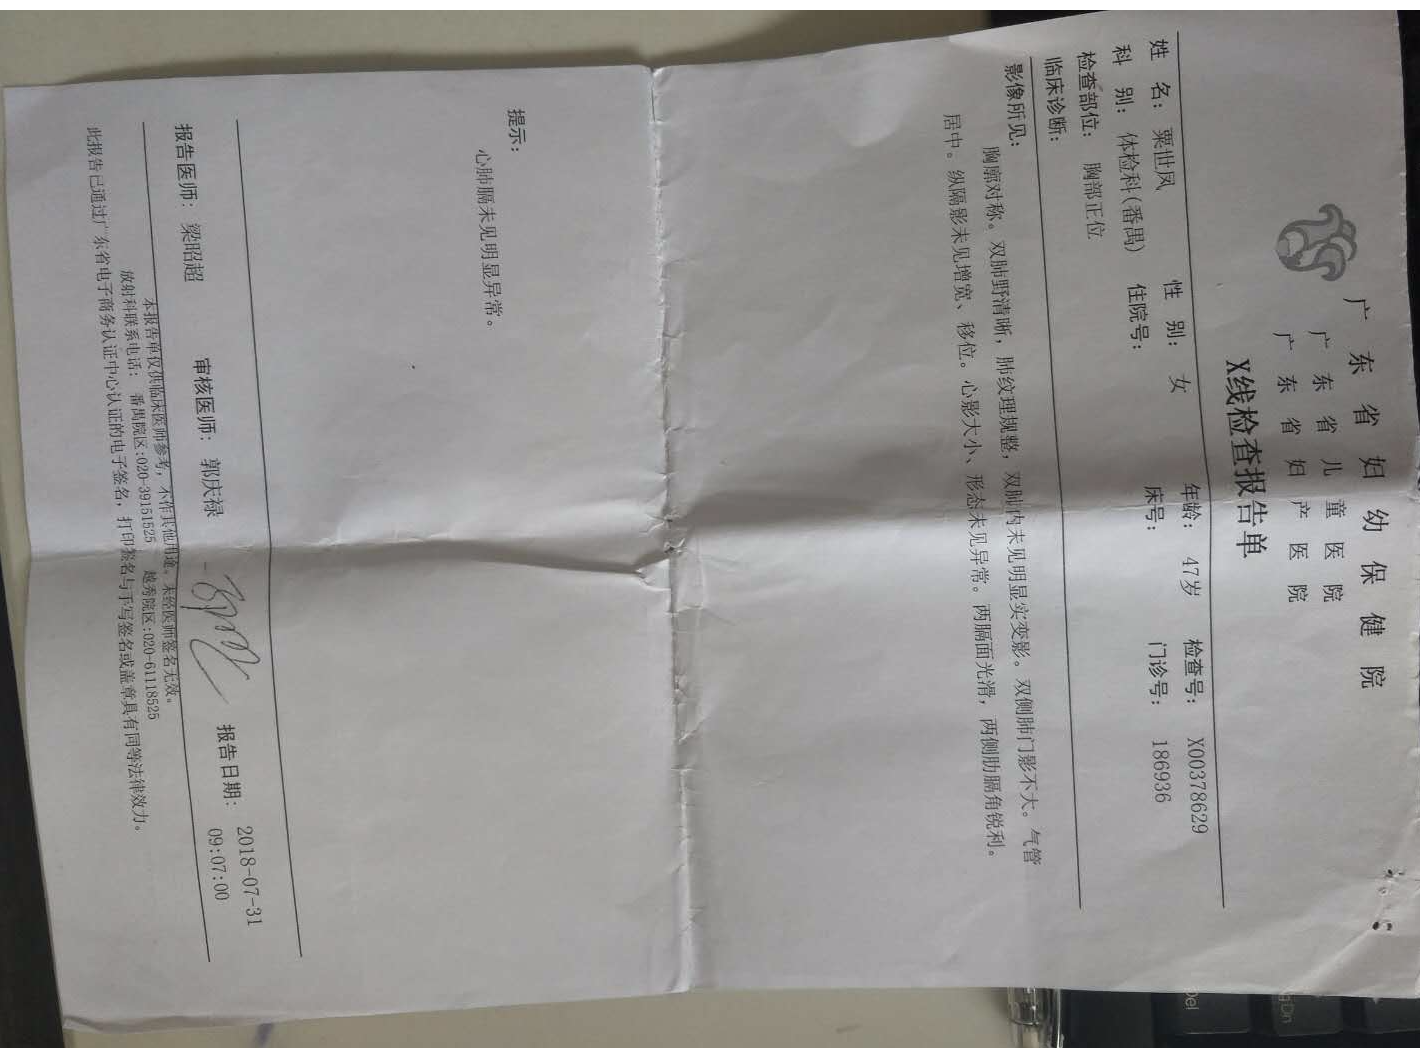 广东省妇幼保健院
广东省儿童医院
广东省妇产医院
X线检查报告单
姓 名: 粟世凤 性 别: 女 年龄: 47岁 检查号: X00378629
科 别: 体检科(番禺) 住院号: 床号: 门诊号: 186936
检查部位: 胸部正位
临床诊断:
影像所见:
胸廓对称。双肺野清晰, 肺纹理规整, 双肺内未见明显实变影。双侧肺门影不大。气管
居中。纵隔影未见增宽、移位。心影大小、形态未见异常。两膈面光滑, 两侧肋膈角锐利。
提示:
心肺膈未见明显异常。
报告医师: 梁昭超 审核医师: 郭庆禄 报告日期: 2018-07-31
09:07:00
本报告单仅供临床医师参考, 不作其他用途。未经医师签名无效。
放射科联系电话: 番禺院区:020-39151525 越秀院区:020-61118525
此报告已通过广东省电子商务认证中心认证的电子签名, 打印签名与手写签名或盖章具有同等法律效力。
Del